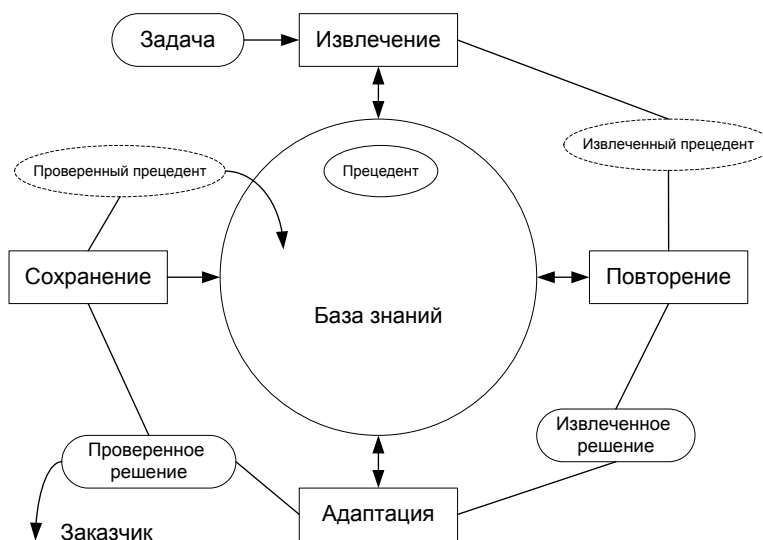 Задача
Извлечение
Проверенный прецедент
Прецедент
Извлеченный прецедент
Сохранение
База знаний
Повторение
Проверенное
решение
Извлеченное
решение
Адаптация
Заказчик